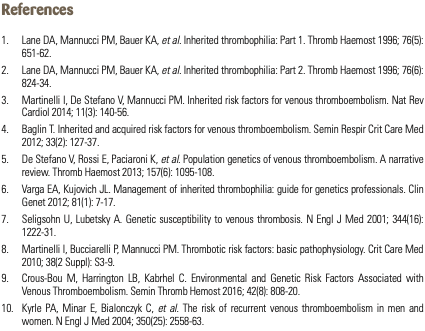 References
1. Lane DA, Mannucci PM, Bauer KA, et al. Inherited thrombophilia: Part 1. Thromb Haemost 1996; 76(5):
651-62.
2. Lane DA, Mannucci PM, Bauer KA, et al. Inherited thrombophilia: Part 2. Thromb Haemost 1996; 76(6):
824-34.
3. Martinelli I, De Stefano V, Mannucci PM. Inherited risk factors for venous thromboembolism. Nat Rev
Cardiol 2014; 11(3): 140-56.
4. Baglin T. Inherited and acquired risk factors for venous thromboembolism. Semin Respir Crit Care Med
2012; 33(2): 127-37.
5. De Stefano V, Rossi E, Paciaroni K, et al. Population genetics of venous thromboembolism. A narrative
review. Thromb Haemost 2013; 157(6): 1095-108.
6. Varga EA, Kujovich JL. Management of inherited thrombophilia: guide for genetics professionals. Clin
Genet 2012; 81(1): 7-17.
7. Seligsohn U, Lubetsky A. Genetic susceptibility to venous thrombosis. N Engl J Med 2001; 344(16):
1222-31.
8. Martinelli I, Bucciarelli P, Mannucci PM. Thrombotic risk factors: basic pathophysiology. Crit Care Med
2010; 38(2 Suppl): S3-9.
9. Crous-Bou M, Harrington LB, Kabrhel C. Environmental and Genetic Risk Factors Associated with
Venous Thromboembolism. Semin Thromb Hemost 2016; 42(8): 808-20.
10. Kyrle PA, Minar E, Bialonczyk C, et al. The risk of recurrent venous thromboembolism in men and
women. N Engl J Med 2004; 350(25): 2558-63.